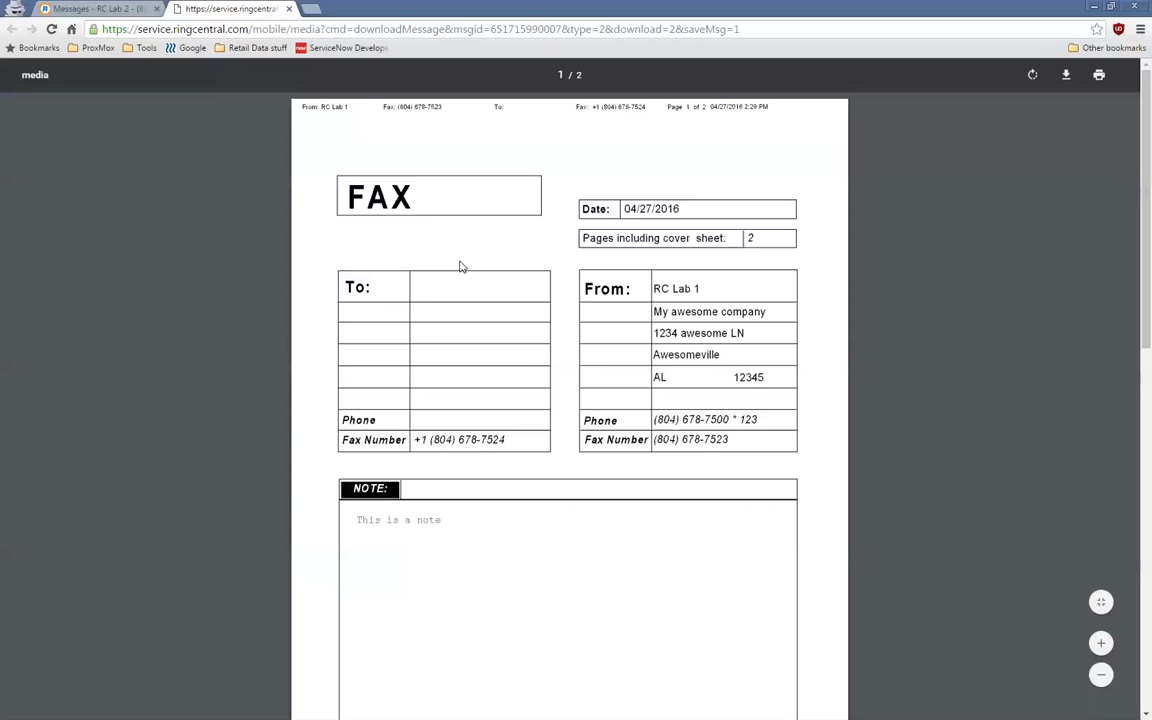 Messages - RC Lab 2 - (8
https://service.ringcentral
https://service.ringcentral.com/mobile/media?cmd=downloadMessage&msgid=651715990007&type=2&download=2&saveMsg=1
Bookmarks ProxMox Tools Google Retail Data stuff ServiceNow Develope Other bookmarks
media 1 / 2
From: RC Lab 1 Fax: (804) 678-7523 To: Fax: +1 (804) 678-7524 Page 1 of 2 04/27/2016 2:29 PM
FAX
Date: 04/27/2016
Pages including cover sheet: 2
To: From: RC Lab 1
My awesome company
1234 awesome LN
Awesomeville
AL 12345
Phone Phone (804) 678-7500 * 123
Fax Number +1 (804) 678-7524 Fax Number (804) 678-7523
NOTE:
This is a note